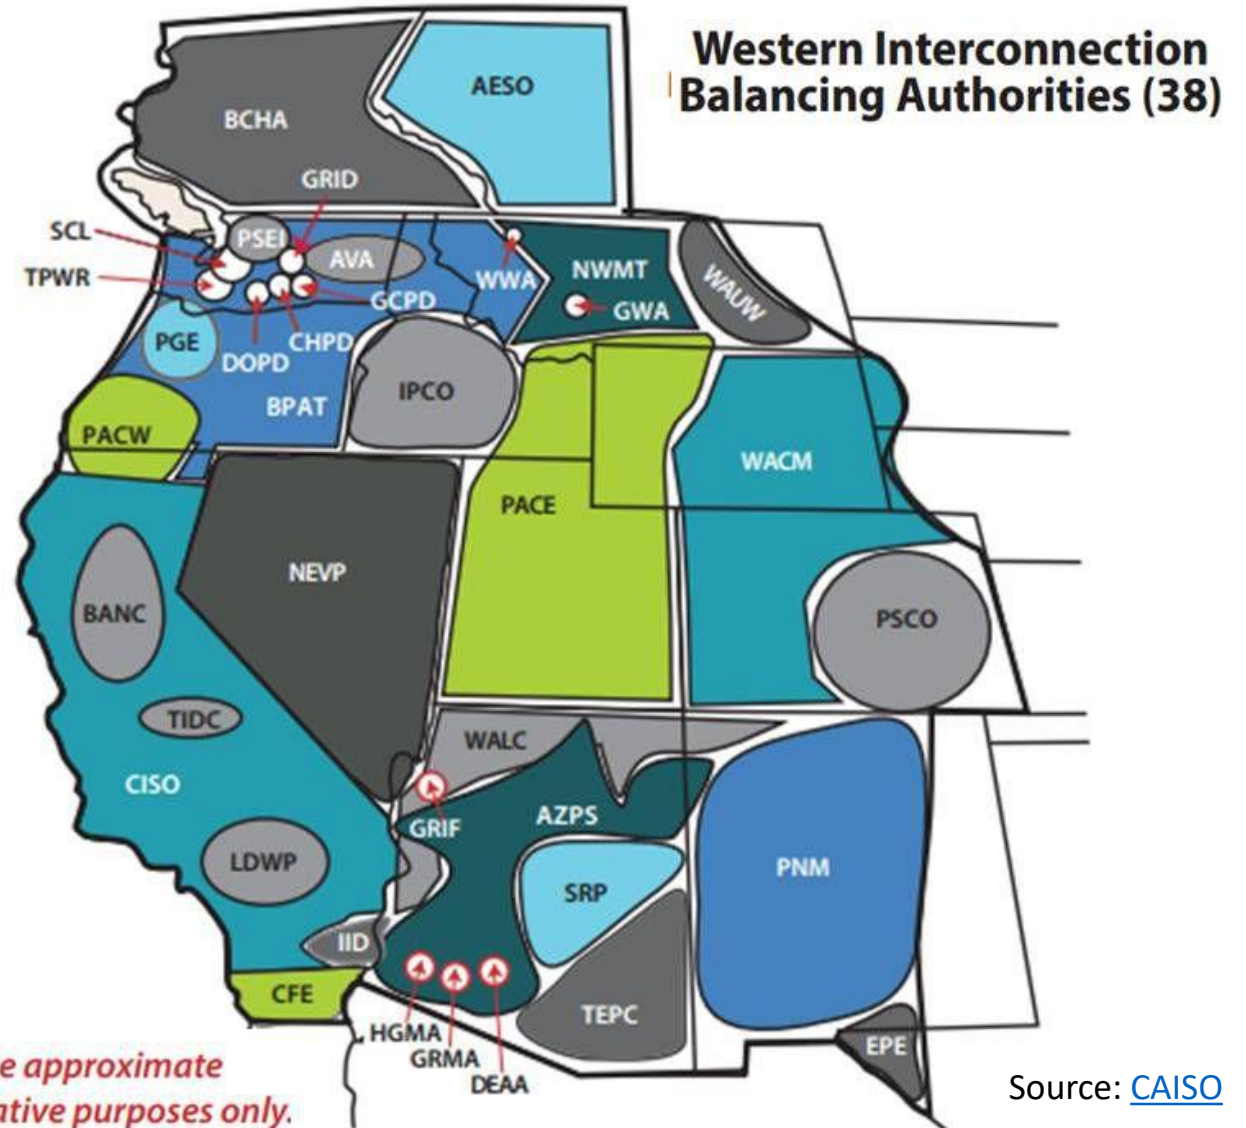 Western Interconnection
Balancing Authorities (38)
AESO
BCHA
GRID
SCL
PSEI
AVA
TPWR
WWA
NWMT
WAUW
GCPD
GWA
PGE
CHPD
DOPD
IPCO
BPAT
PACW
WACM
PACE
NEVP
BANC
PSCO
TIDC
WALC
CISO
GRIF
AZPS
LDWP
PNM
SRP
IID
CFE
TEPC
HGMA
GRMA
DEAA
EPE
e approximate
ative purposes only.
Source: CAISO